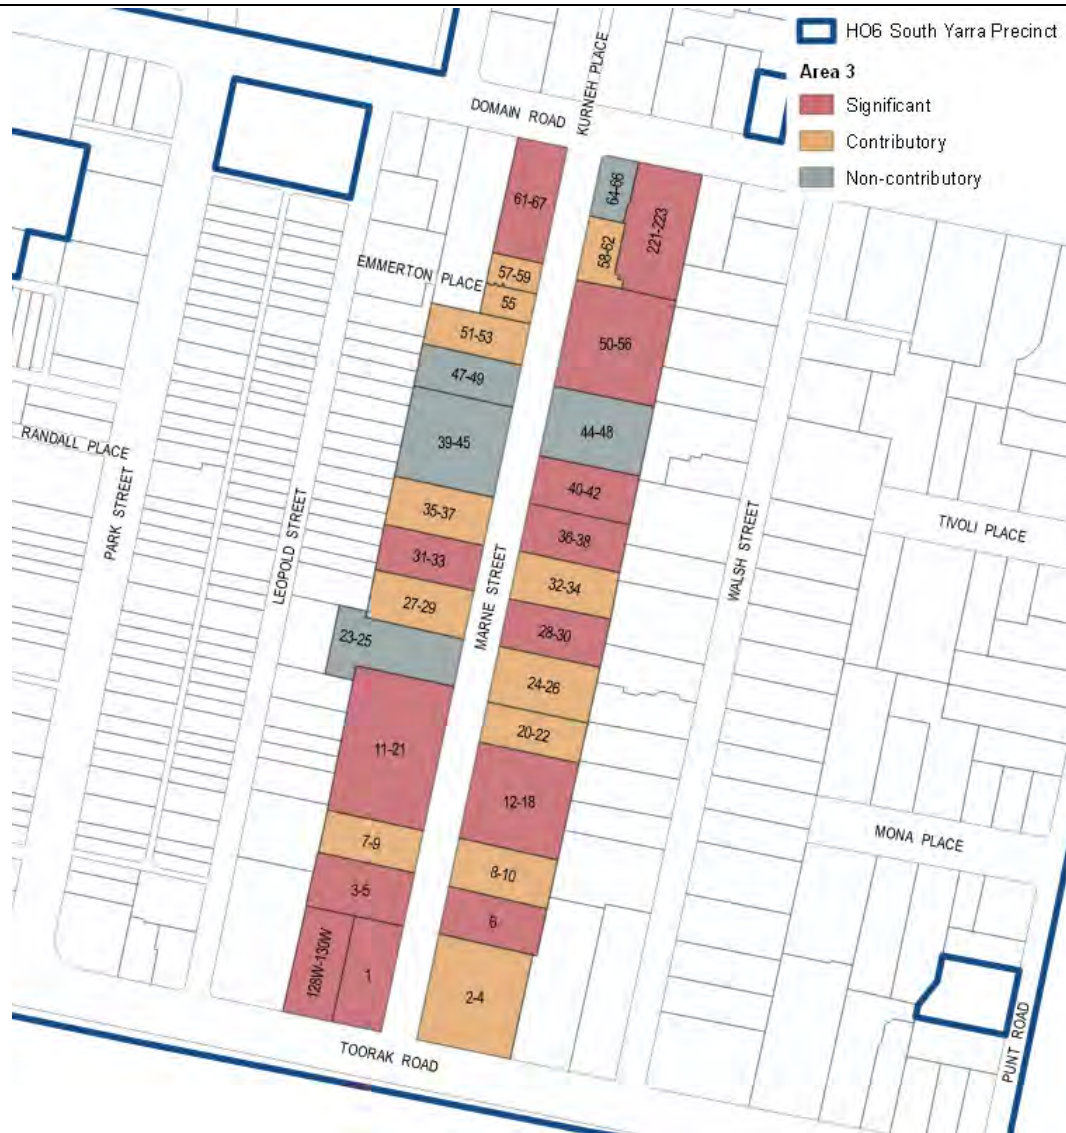 HO6 South Yarra Precinct
Area 3
Significant
Contributory
Non-contributory
KURNEH PLACE
DOMAIN ROAD
61-67
64-66
221-223
58-62
EMMERTON PLACE
57-59
55
51-53
50-56
47-49
44-48
39-45
RANDALL PLACE
40-42
35-37
PARK STREET
LEOPOLD STREET
TIVOLI PLACE
WALSH STREET
36-38
31-33
32-34
MARNE STREET
27-29
28-30
23-25
24-26
20-22
11-21
12-18
MONA PLACE
7-9
8-10
3-5
6
128W-130W
1
2-4
PUNT ROAD
TOORAK ROAD